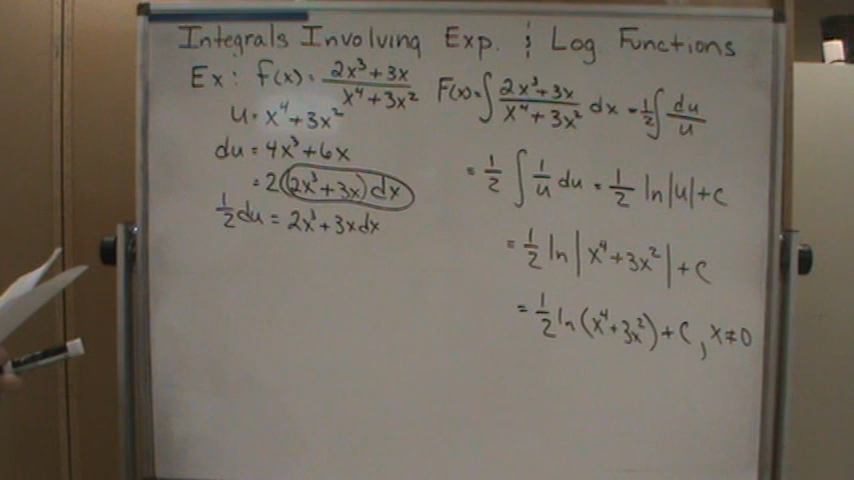 Integrals Involving Exp. & Log Functions
Ex: f(x) = 2x³+3x / x⁴+3x²
u = x⁴+3x²
du = 4x³+6x
= 2(2x³+3x)dx
1/2 du = 2x³+3xdx
F(x) = ∫ 2x³+3x / x⁴+3x² dx = 1/2 ∫ du/u
= 1/2 ∫ 1/u du = 1/2 ln|u| + C
= 1/2 ln|x⁴+3x²| + C
= 1/2 ln(x⁴+3x²) + C, x≠0